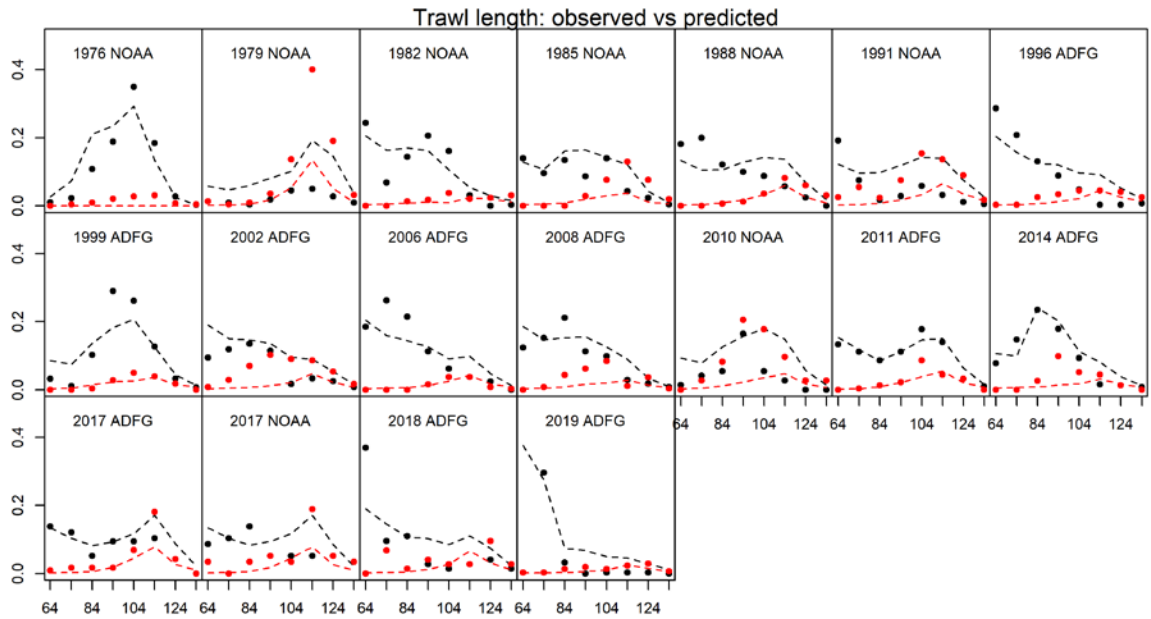 Trawl length: observed vs predicted
1976 NOAA 1979 NOAA 1982 NOAA 1985 NOAA 1988 NOAA 1991 NOAA 1996 ADFG
0.4
0.2
0.0
1999 ADFG 2002 ADFG 2006 ADFG 2008 ADFG 2010 NOAA 2011 ADFG 2014 ADFG
0.4
0.2
0.0
64 84 104 124 64 84 104 124 64 84 104 124
2017 ADFG 2017 NOAA 2018 ADFG 2019 ADFG
0.4
0.2
0.0
64 84 104 124 64 84 104 124 64 84 104 124 64 84 104 124